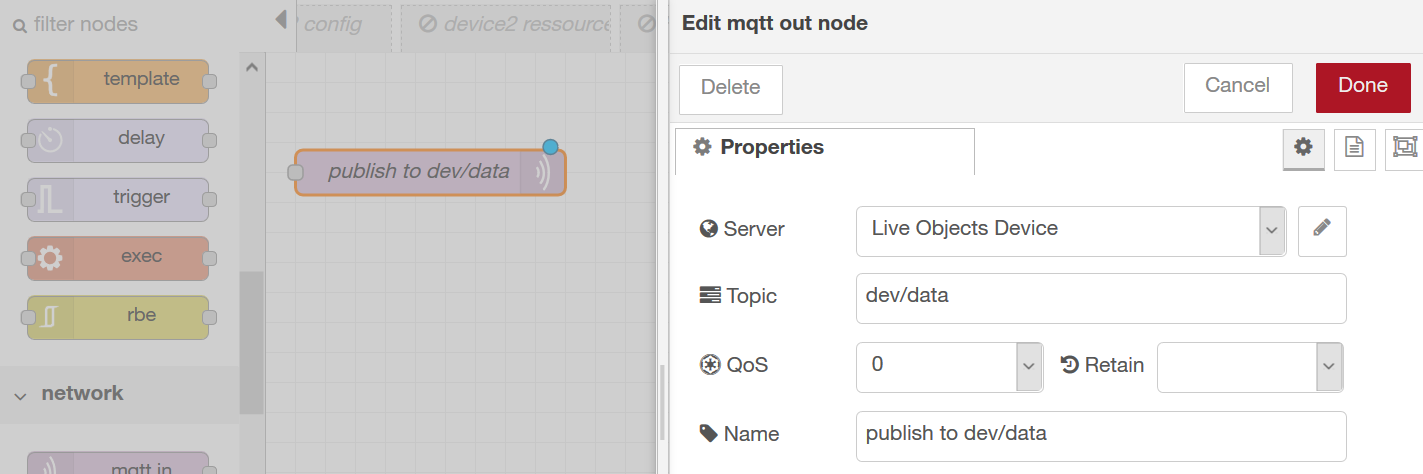 filter nodes
config
device2 ressource
Edit mqtt out node
template
delay
trigger
exec
rbe
network
mqtt in
publish to dev/data
Delete
Cancel
Done
Properties
Server
Live Objects Device
Topic
dev/data
QoS
0
Retain
Name
publish to dev/data